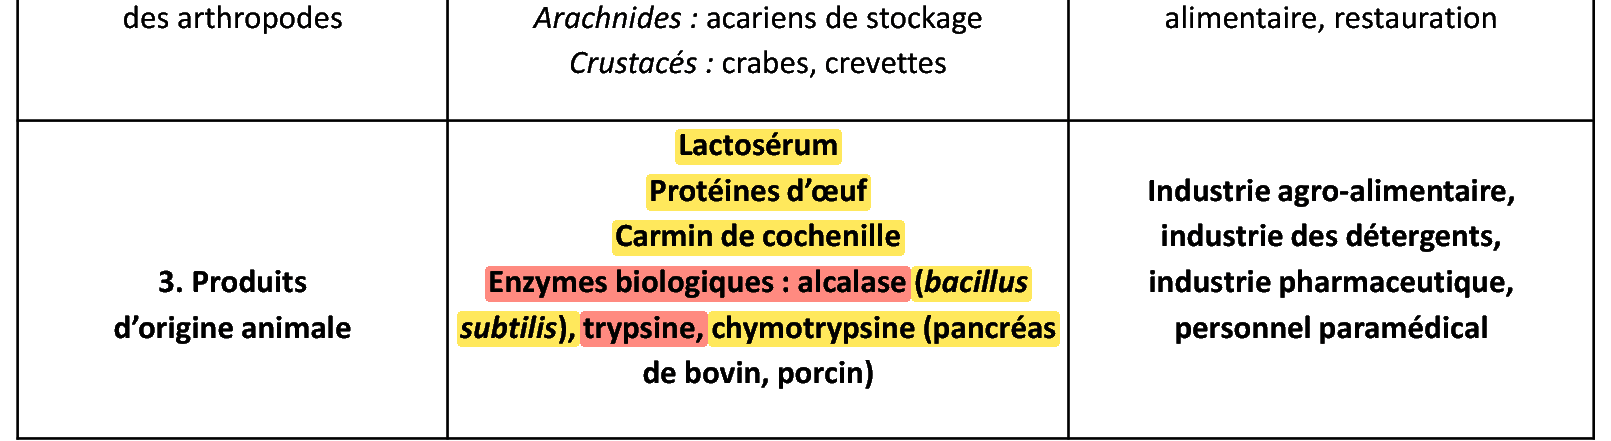 des arthropodes
Arachnides : acariens de stockage
Crustacés : crabes, crevettes
alimentaire, restauration
3. Produits
d’origine animale
Lactosérum
Protéines d’œuf
Carmin de cochenille
Enzymes biologiques : alcalase (bacillus
subtilis), trypsine, chymotrypsine (pancréas
de bovin, porcin)
Industrie agro-alimentaire,
industrie des détergents,
industrie pharmaceutique,
personnel paramédical